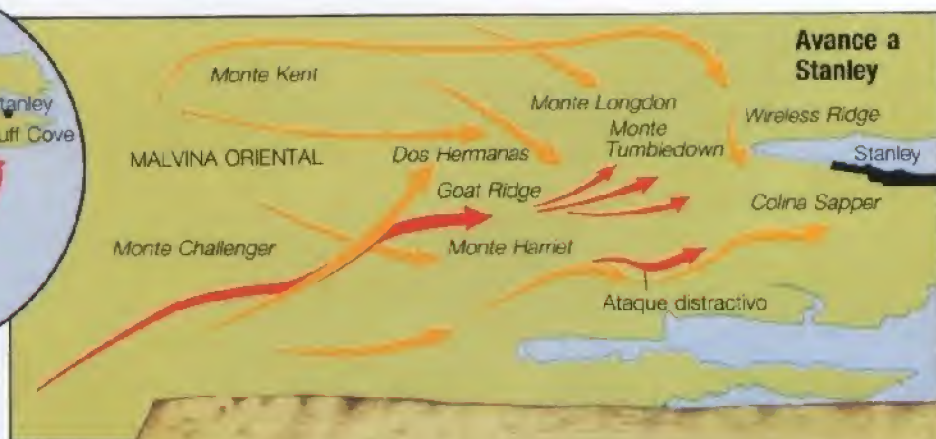 Avance a
Stanley
Monte Kent
Monte Longdon
Wireless Ridge
Monte
Tumbledown
Stanley
MALVINA ORIENTAL
Dos Hermanas
Goat Ridge
Colina Sapper
Monte Challenger
Monte Harriet
Ataque distractivo
Cove